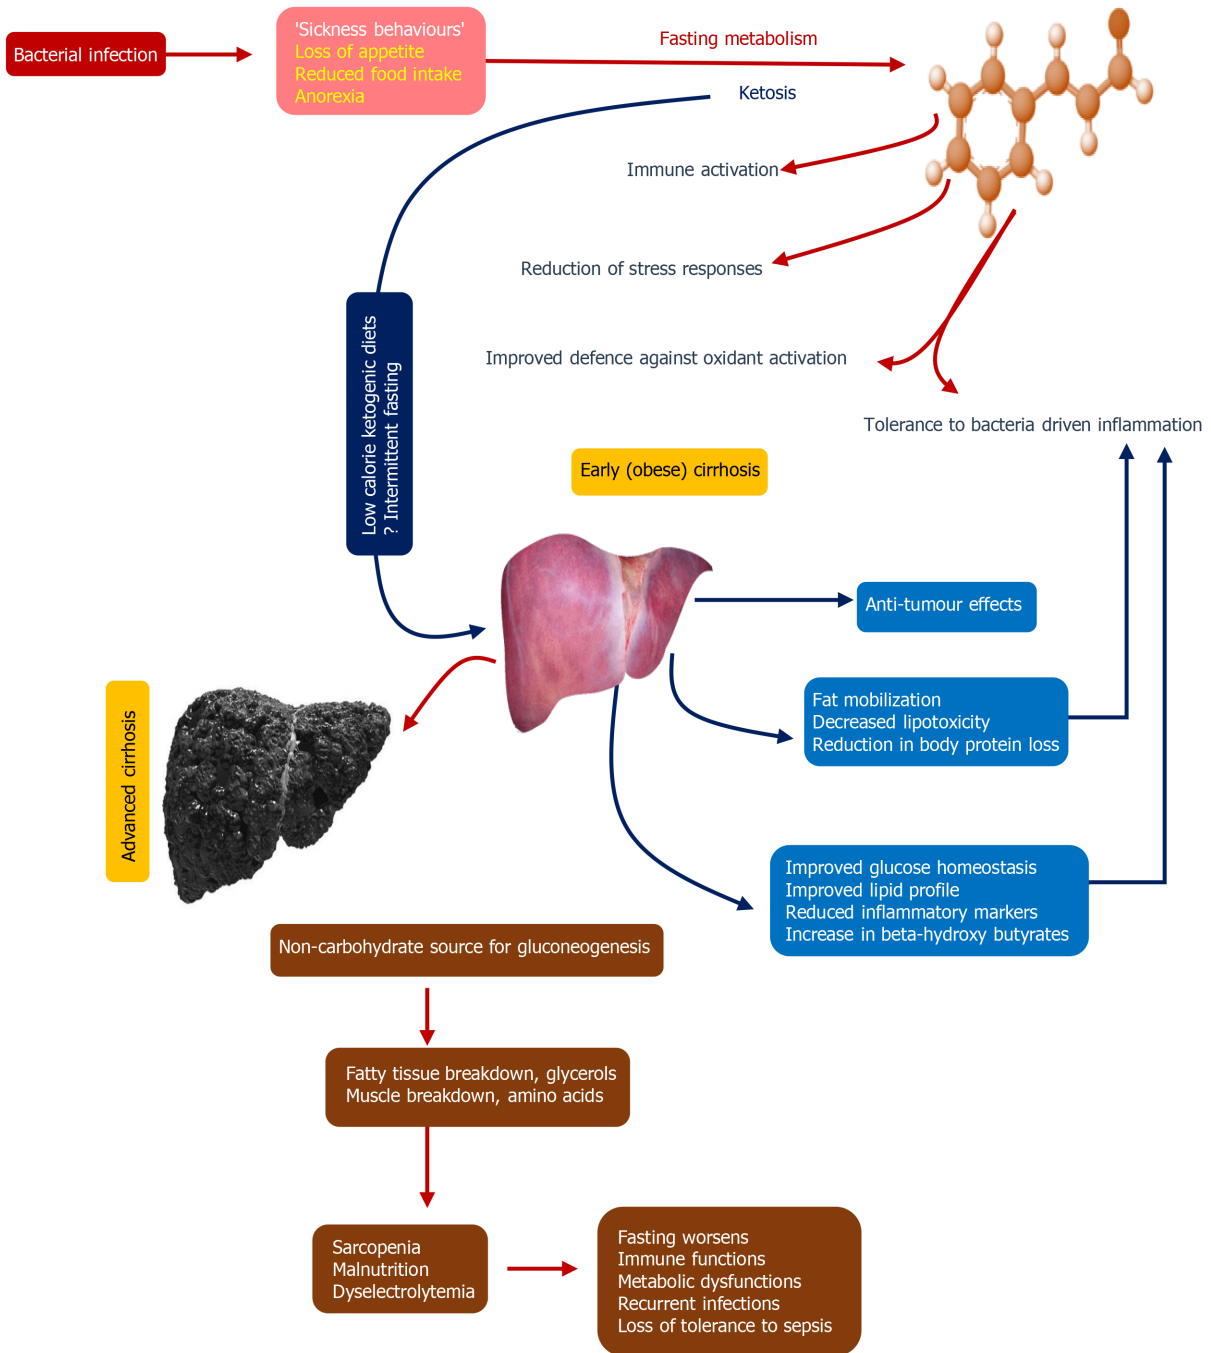 Bacterial infection
'Sickness behaviours'
Loss of appetite
Reduced food intake
Anorexia
Fasting metabolism
Ketosis
Immune activation
Reduction of stress responses
Improved defence against oxidant activation
Tolerance to bacteria driven inflammation
Low calorie ketogenic diets
? Intermittent fasting
Early (obese) cirrhosis
Anti-tumour effects
Fat mobilization
Decreased lipotoxicity
Reduction in body protein loss
Improved glucose homeostasis
Improved lipid profile
Reduced inflammatory markers
Increase in beta-hydroxy butyrates
Advanced cirrhosis
Non-carbohydrate source for gluconeogenesis
Fatty tissue breakdown, glycerols
Muscle breakdown, amino acids
Sarcopenia
Malnutrition
Dyselectrolytemia
Fasting worsens
Immune functions
Metabolic dysfunctions
Recurrent infections
Loss of tolerance to sepsis